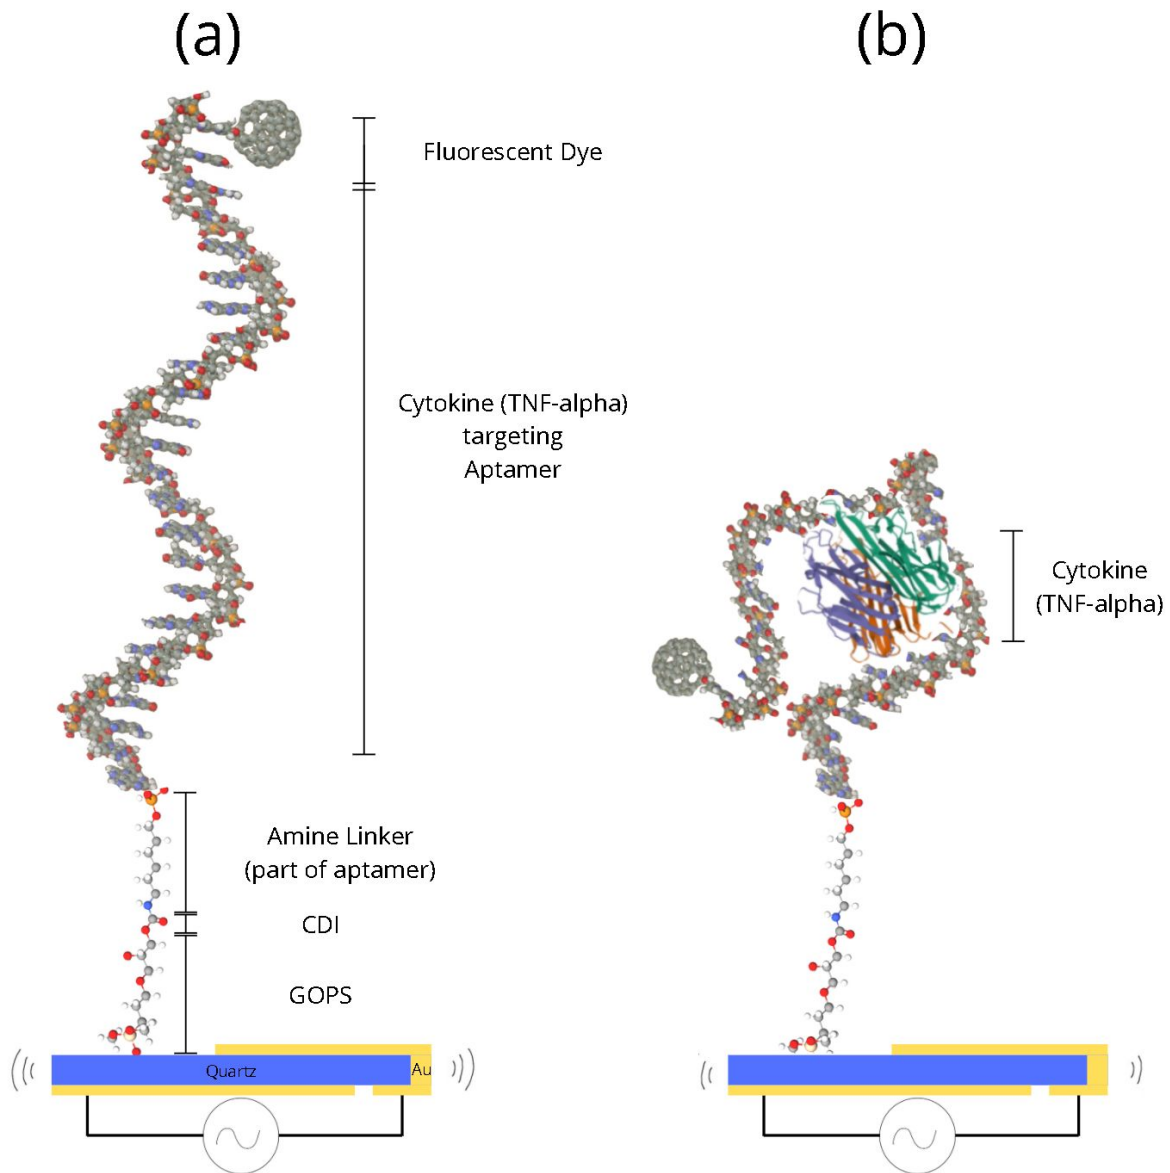 (a)
Fluorescent Dye
Cytokine (TNF-alpha)
targeting
Aptamer
Amine Linker
(part of aptamer)
CDI
GOPS
Quartz
Au
(b)
Cytokine
(TNF-alpha)